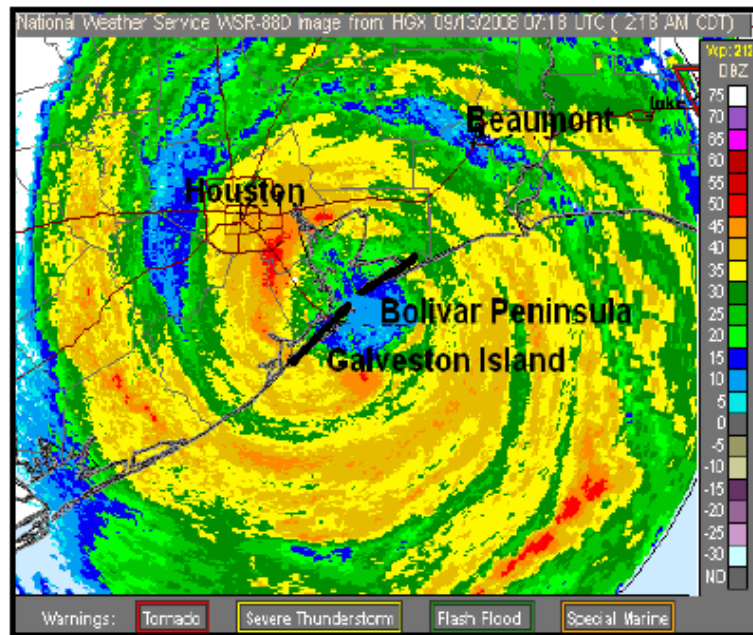 National Weather Service WSR-88D Image from: HGX 09/13/2008 07:18 UTC ( 2:18 AM CDT)
Vcp: 212
DBZ
75
70
65
60
55
50
45
40
35
30
25
20
15
10
5
0
-5
-10
-15
-20
-25
-30
ND
Beaumont
Houston
Bolivar Peninsula
Galveston Island
Warnings: Tornado Severe Thunderstorm Flash Flood Special Marine